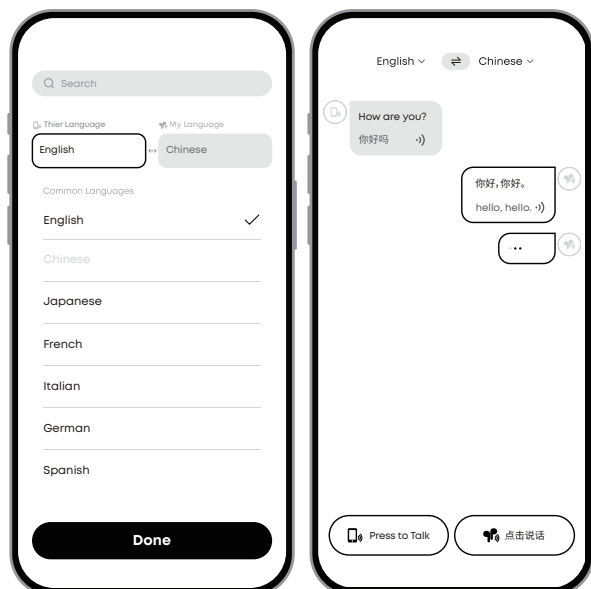 Search
Thier Language
My Language
English
Chinese
Common Languages
English
Chinese
Japanese
French
Italian
German
Spanish
Done
English
Chinese
How are you?
你好吗
你好，你好。
hello, hello.
Press to Talk
点击说话